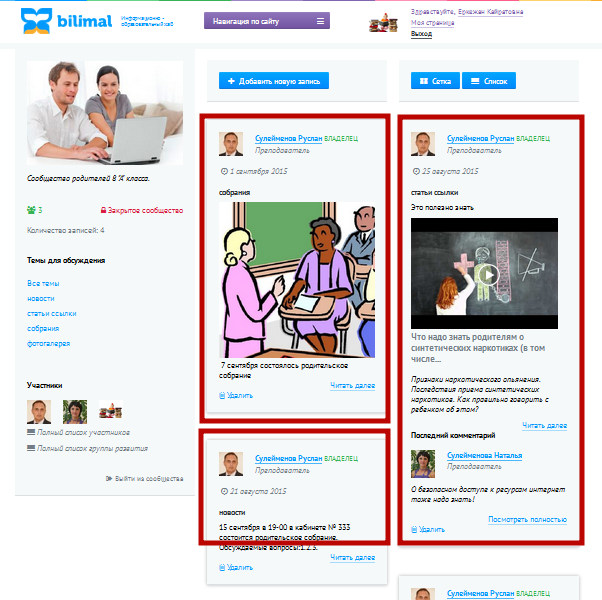 bilimal
Информационно -
образовательный хаб
Навигация по сайту
Здравствуйте, Еркежан Кайратовна
Моя страница
Выход
Сообщество родителей 8 "А" класса.
3
Закрытое сообщество
Количество записей: 4
Темы для обсуждения
Все темы
новости
статьи ссылки
собрания
фотогалерея
Участники
Полный список участников
Полный список группы развития
Выйти из сообщества
Добавить новую запись
Сулейменов Руслан ВЛАДЕЛЕЦ
Преподаватель
1 сентября 2015
собрания
7 сентября состоялось родительское
собрание
Читать далее
Удалить
Сулейменов Руслан ВЛАДЕЛЕЦ
Преподаватель
21 августа 2015
новости
15 сентября в 19-00 в кабинете № 333
состоится родительское собрание.
Обсуждаемые вопросы:1.2.3.
Читать далее
Удалить
Сетка
Список
Сулейменов Руслан ВЛАДЕЛЕЦ
Преподаватель
25 августа 2015
статьи ссылки
Это полезно знать
Что надо знать родителям о
синтетических наркотиках (в том
числе...
Признаки наркотического опьянения.
Последствия приема синтетических
наркотиков. Как правильно говорить с
ребенком об этом?
Читать далее
Последний комментарий
Сулейменова Наталья
Преподаватель
О безопасном доступе к ресурсам интернет
тоже надо знать!
Посмотреть полностью
Удалить
Сулейменов Руслан ВЛАДЕЛЕЦ